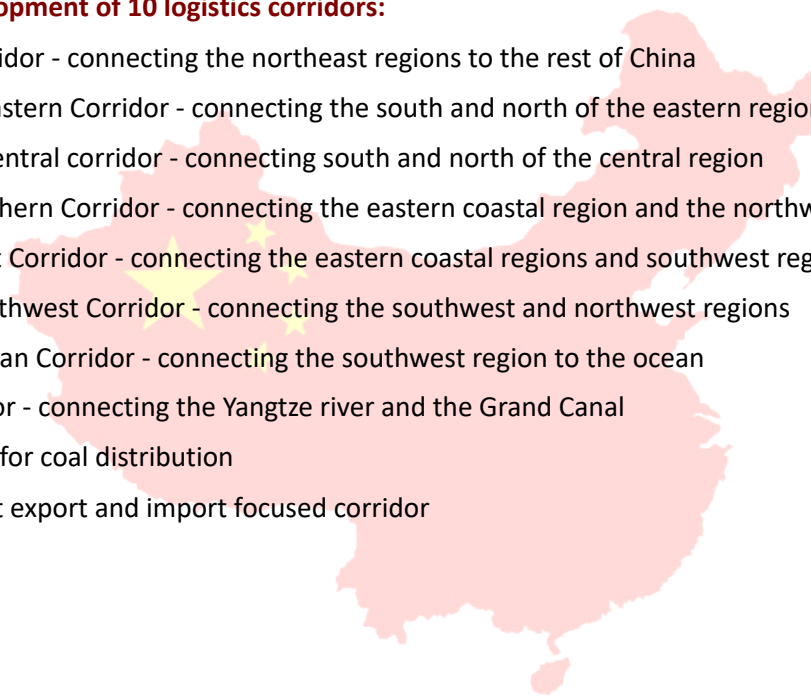 opment of 10 logistics corridors:
idor - connecting the northeast regions to the rest of China
stern Corridor - connecting the south and north of the eastern region
entral corridor - connecting south and north of the central region
hern Corridor - connecting the eastern coastal region and the northw
t Corridor - connecting the eastern coastal regions and southwest reg
thwest Corridor - connecting the southwest and northwest regions
an Corridor - connecting the southwest region to the ocean
or - connecting the Yangtze river and the Grand Canal
for coal distribution
t export and import focused corridor